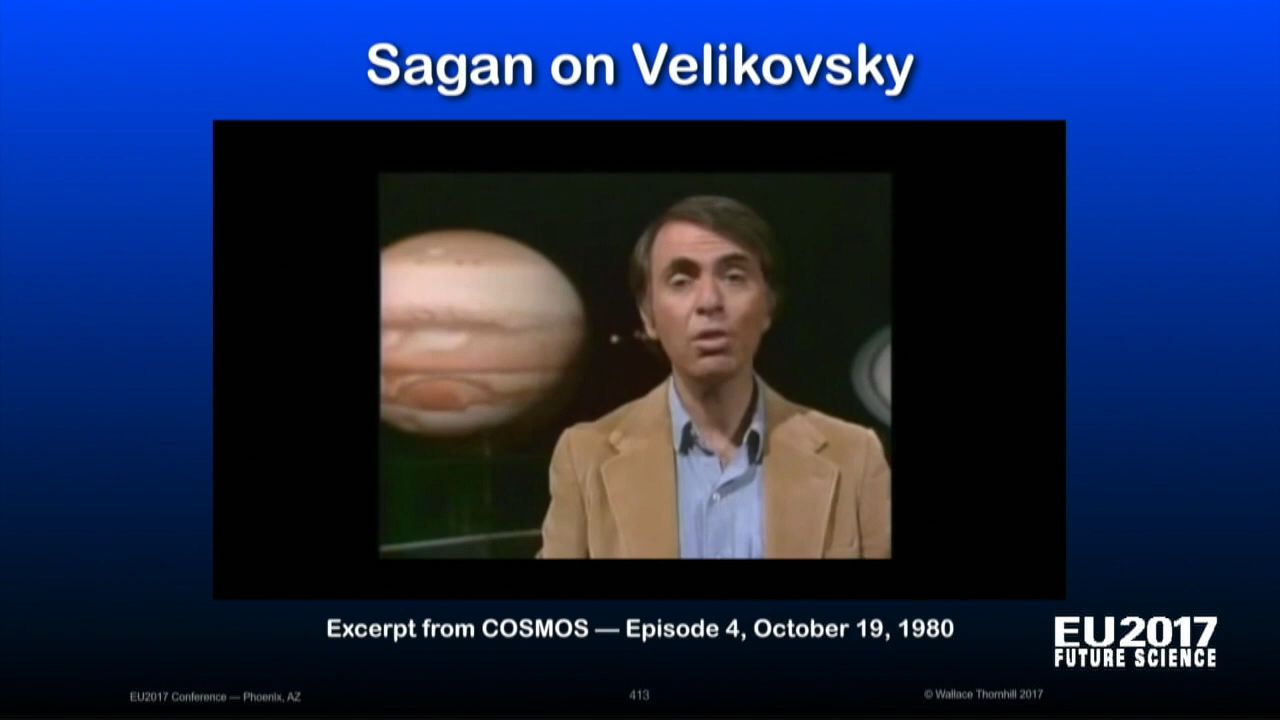 Sagan on Velikovsky
Excerpt from COSMOS — Episode 4, October 19, 1980
EU2017
FUTURE SCIENCE
EU2017 Conference — Phoenix, AZ
413
© Wallace Thornhill 2017